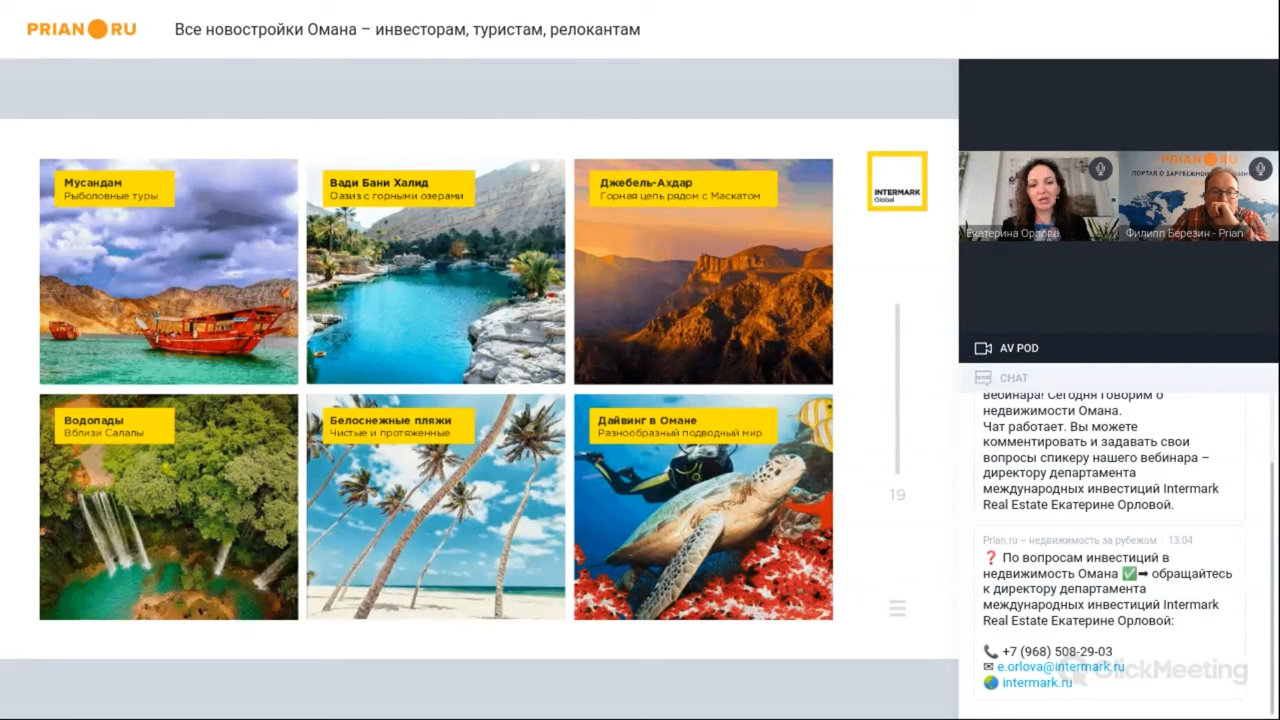 PRIAN RU
Все новостройки Омана – инвесторам, туристам, релокантам
Мусандам
Рыболовные туры
Вади Бани Халид
Оазис с горными озерами
Джебель-Ахдар
Горная цепь рядом с Маскатом
Водопады
Вблизи Салалы
Белоснежные пляжи
Чистые и протяженные
Дайвинг в Омане
Разнообразный подводный мир
INTERMARK
Global
19
PRIAN RU
ПОРТАЛ О ЗАРУБЕЖНОЙ
Екатерина Орлова
Филипп Березин - Prian
AV POD
CHAT
вебинара! Сегодня говорим о
недвижимости Омана.
Чат работает. Вы можете
комментировать и задавать свои
вопросы спикеру нашего вебинара –
директору департамента
международных инвестиций Intermark
Real Estate Екатерине Орловой.
Prian.ru – недвижимость за рубежом 13:04
❓ По вопросам инвестиций в
недвижимость Омана ✅➡ обращайтесь
к директору департамента
международных инвестиций Intermark
Real Estate Екатерине Орловой:
📞 +7 (968) 508-29-03
✉ e.orlova@intermark.ru
🌏 intermark.ru
ClickMeeting